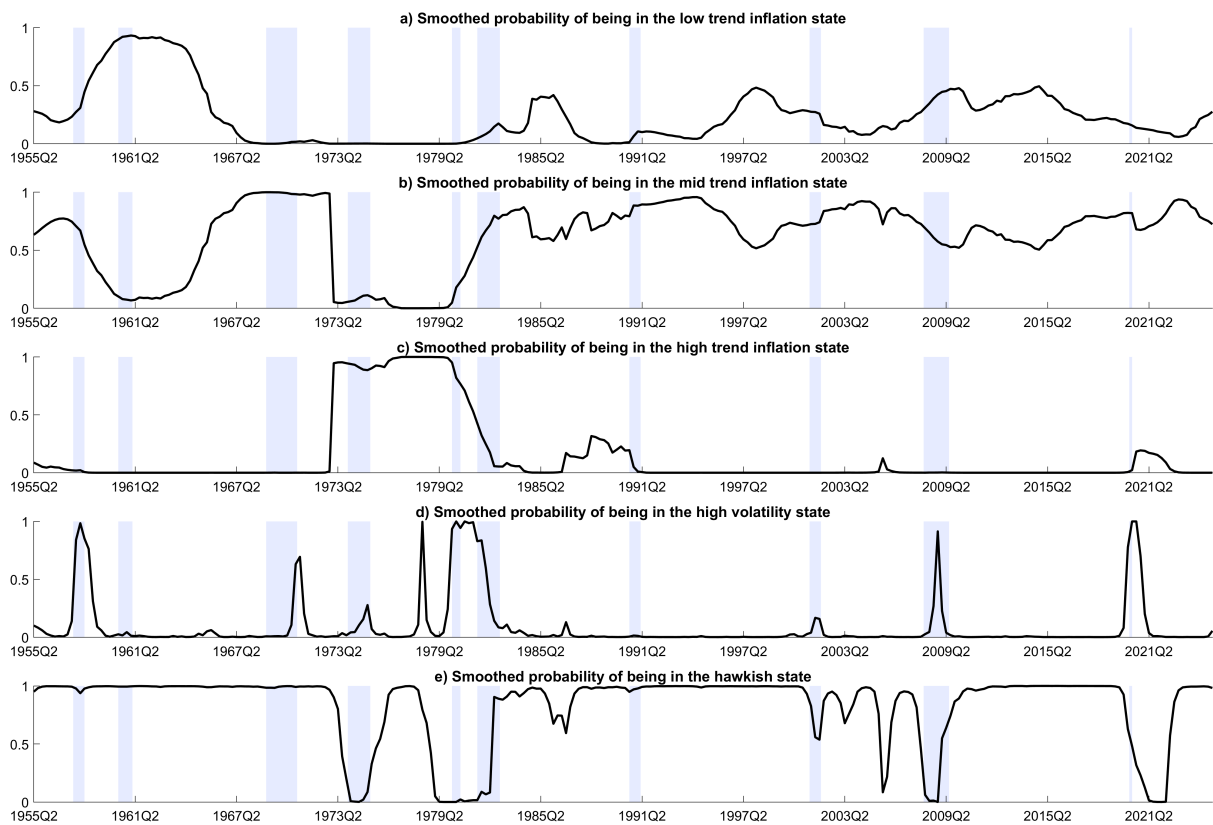 a) Smoothed probability of being in the low trend inflation state
1
0.5
0
1955Q2 1961Q2 1967Q2 1973Q2 1979Q2 1985Q2 1991Q2 1997Q2 2003Q2 2009Q2 2015Q2 2021Q2
b) Smoothed probability of being in the mid trend inflation state
1
0.5
0
1955Q2 1961Q2 1967Q2 1973Q2 1979Q2 1985Q2 1991Q2 1997Q2 2003Q2 2009Q2 2015Q2 2021Q2
c) Smoothed probability of being in the high trend inflation state
1
0.5
0
1955Q2 1961Q2 1967Q2 1973Q2 1979Q2 1985Q2 1991Q2 1997Q2 2003Q2 2009Q2 2015Q2 2021Q2
d) Smoothed probability of being in the high volatility state
1
0.5
0
1955Q2 1961Q2 1967Q2 1973Q2 1979Q2 1985Q2 1991Q2 1997Q2 2003Q2 2009Q2 2015Q2 2021Q2
e) Smoothed probability of being in the hawkish state
1
0.5
0
1955Q2 1961Q2 1967Q2 1973Q2 1979Q2 1985Q2 1991Q2 1997Q2 2003Q2 2009Q2 2015Q2 2021Q2